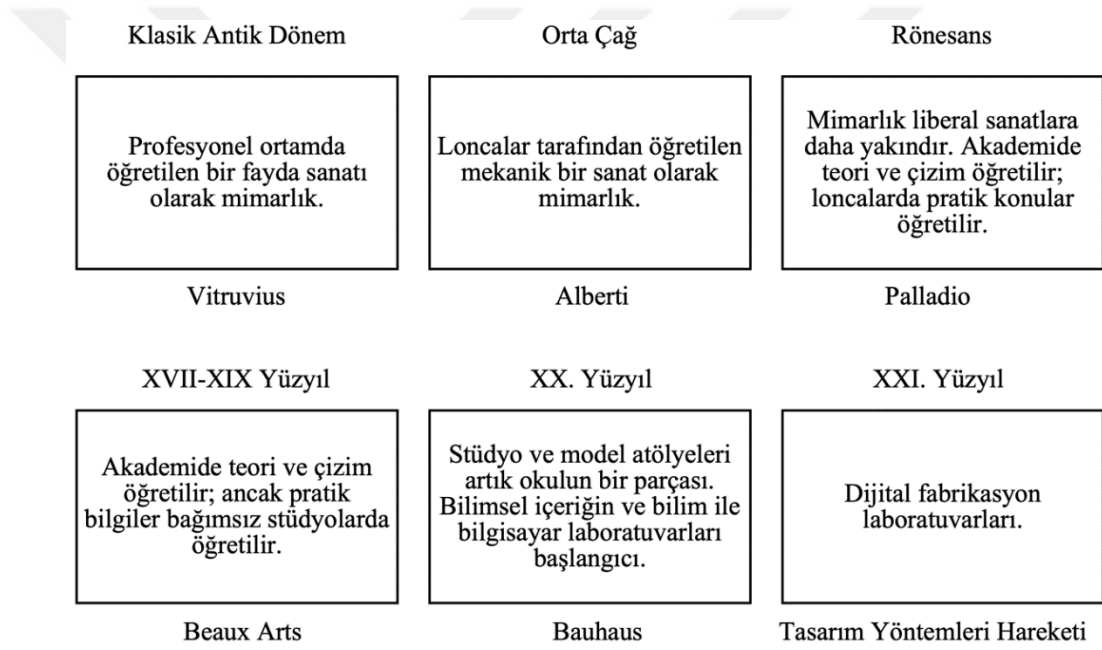 Klasik Antik Dönem
Orta Çağ
Rönesans
Profesyonel ortamda
öğretilen bir fayda sanatı
olarak mimarlık.
Loncalar tarafından öğretilen
mekanik bir sanat olarak
mimarlık.
Mimarlık liberal sanatlara
daha yakındır. Akademide
teori ve çizim öğretilir;
loncalarda pratik konular
öğretilir.
Vitruvius
Alberti
Palladio
XVII-XIX Yüzyıl
XX. Yüzyıl
XXI. Yüzyıl
Akademide teori ve çizim
öğretilir; ancak pratik
bilgiler bağımsız stüdyolarda
öğretilir.
Stüdyo ve model atölyeleri
artık okulun bir parçası.
Bilimsel içeriğin ve bilim ile
bilgisayar laboratuvarları
başlangıcı.
Dijital fabrikasyon
laboratuvarları.
Beaux Arts
Bauhaus
Tasarım Yöntemleri Hareketi